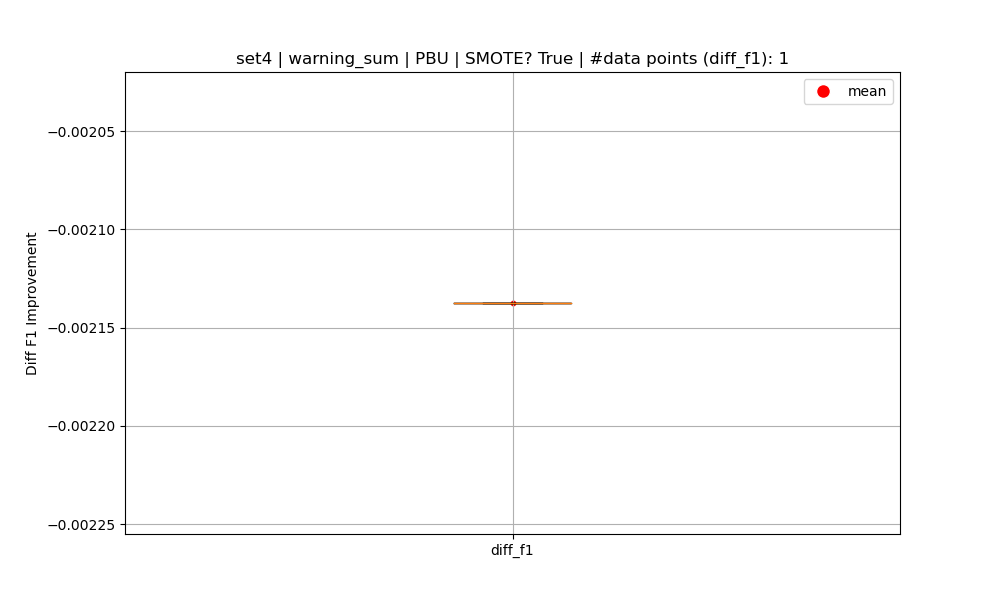 set4 | warning_sum | PBU | SMOTE? True | #data points (diff_f1): 1
mean
−0.00205
−0.00210
−0.00215
−0.00220
−0.00225
Diff F1 Improvement
diff_f1